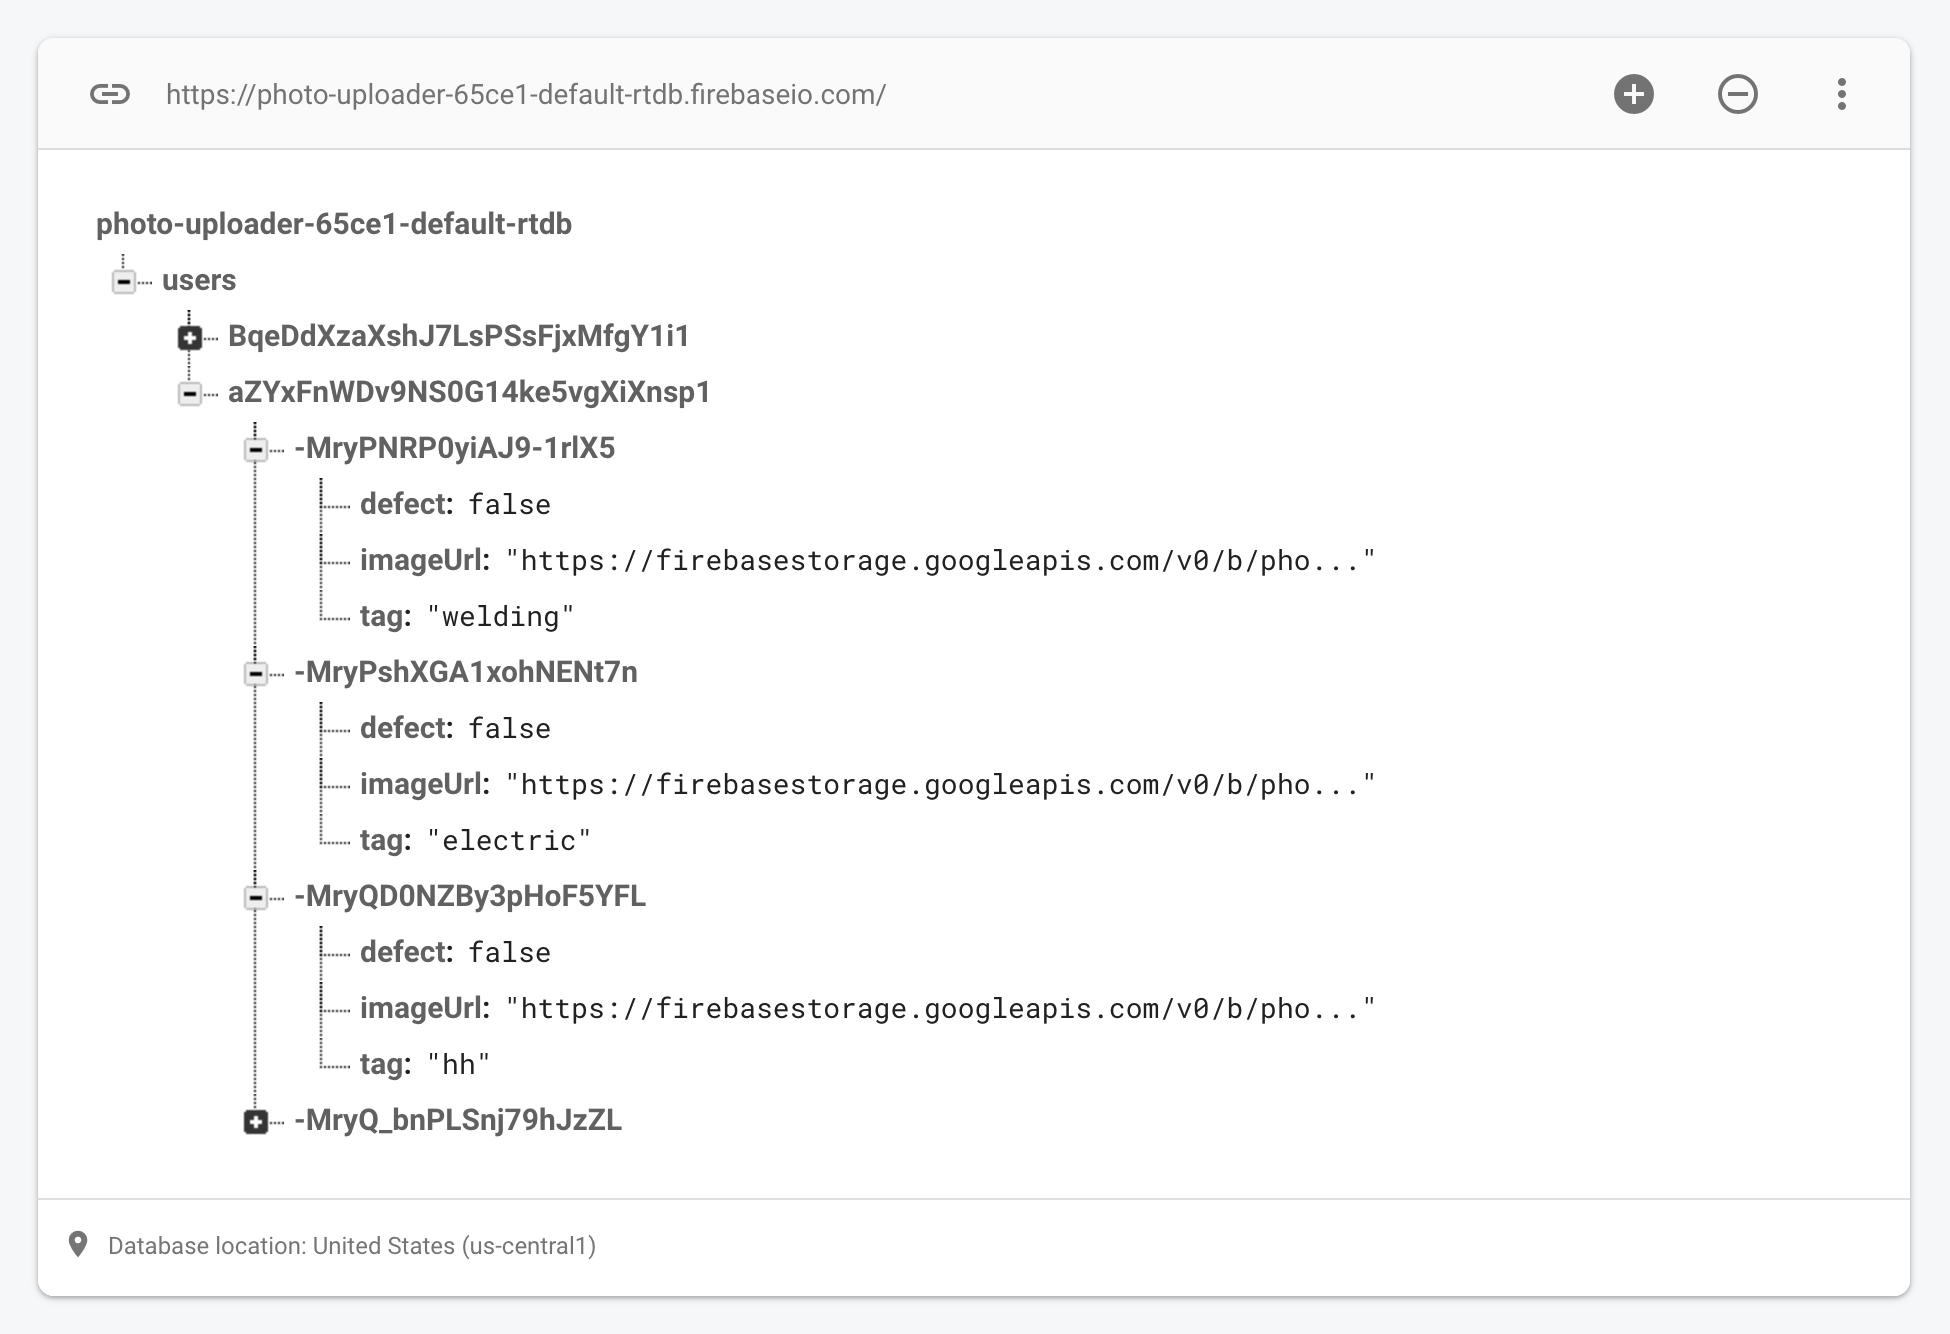 https://photo-uploader-65ce1-default-rtdb.firebaseio.com/
photo-uploader-65ce1-default-rtdb
users
BqeDdXzaXshJ7LsPSsFjxMfgY1i1
aZYxFnWDv9NS0G14ke5vgXiXnsp1
-MryPNRP0yiAJ9-1rlX5
defect: false
imageUrl: "https://firebasestorage.googleapis.com/v0/b/pho..."
tag: "welding"
-MryPshXGA1xohNENt7n
defect: false
imageUrl: "https://firebasestorage.googleapis.com/v0/b/pho..."
tag: "electric"
-MryQD0NZBy3pHoF5YFL
defect: false
imageUrl: "https://firebasestorage.googleapis.com/v0/b/pho..."
tag: "hh"
-MryQ_bnPLSnj79hJzZL
Database location: United States (us-central1)